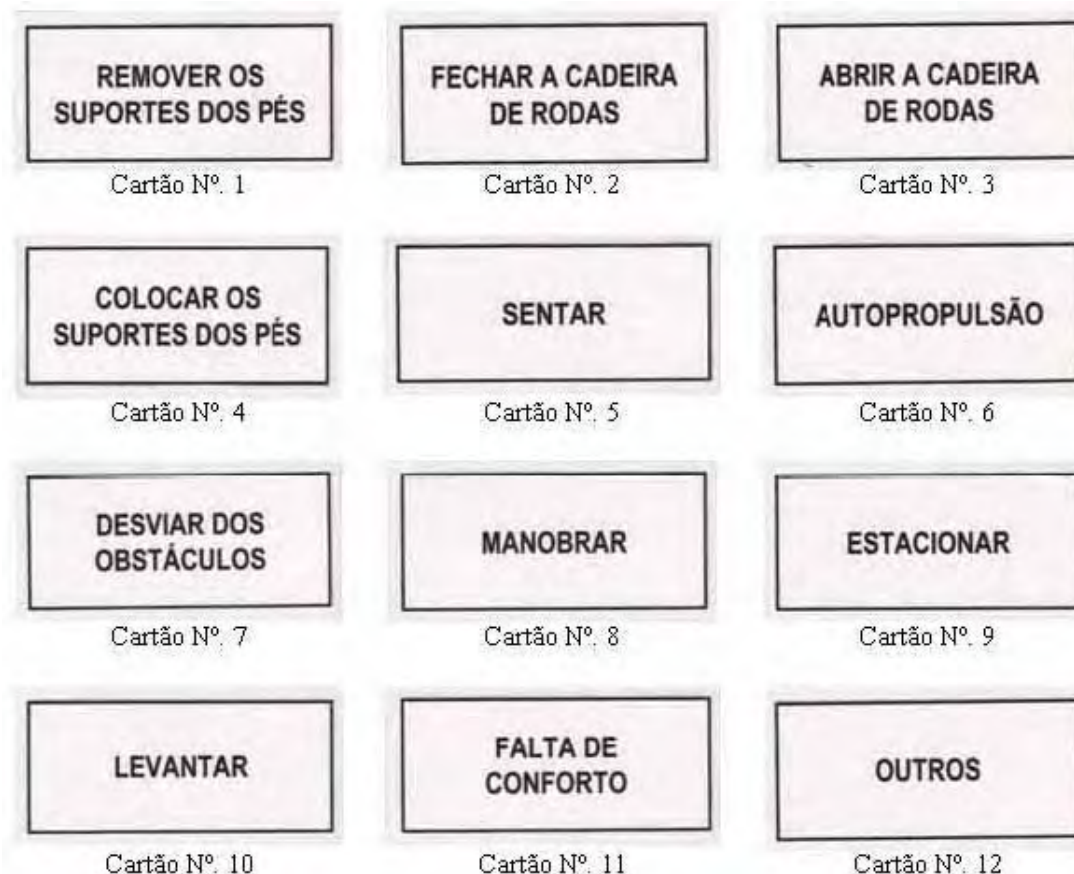 REMOVER OS
SUPORTES DOS PÉS
Cartão Nº. 1
FECHAR A CADEIRA
DE RODAS
Cartão Nº. 2
ABRIR A CADEIRA
DE RODAS
Cartão Nº. 3
COLOCAR OS
SUPORTES DOS PÉS
Cartão Nº. 4
SENTAR
Cartão Nº. 5
AUTOPROPULSÃO
Cartão Nº. 6
DESVIAR DOS
OBSTÁCULOS
Cartão Nº. 7
MANOBRAR
Cartão Nº. 8
ESTACIONAR
Cartão Nº. 9
LEVANTAR
Cartão Nº. 10
FALTA DE
CONFORTO
Cartão Nº. 11
OUTROS
Cartão Nº. 12